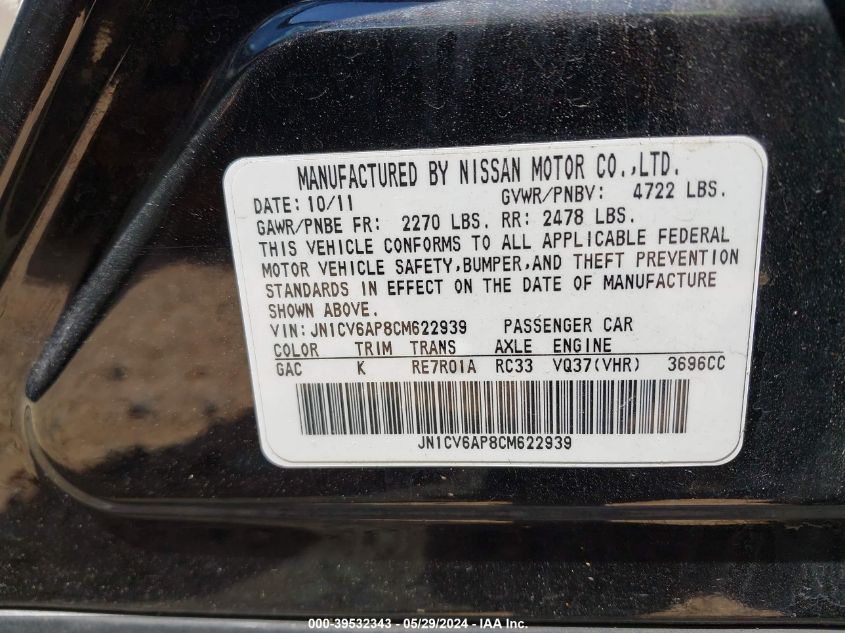 MANUFACTURED BY NISSAN MOTOR CO.,LTD.
DATE: 10/11 GVWR/PNBV: 4722 LBS.
GAWR/PNBE FR: 2270 LBS. RR: 2478 LBS.
THIS VEHICLE CONFORMS TO ALL APPLICABLE FEDERAL
MOTOR VEHICLE SAFETY,BUMPER,AND THEFT PREVENTION
STANDARDS IN EFFECT ON THE DATE OF MANUFACTURE
SHOWN ABOVE.
VIN:JN1CV6AP8CM622939 PASSENGER CAR
COLOR TRIM TRANS AXLE ENGINE
GAC K RE7R01A RC33 VQ37(VHR) 3696CC
JN1CV6AP8CM622939
000-39532343 - 05/29/2024 - IAA Inc.